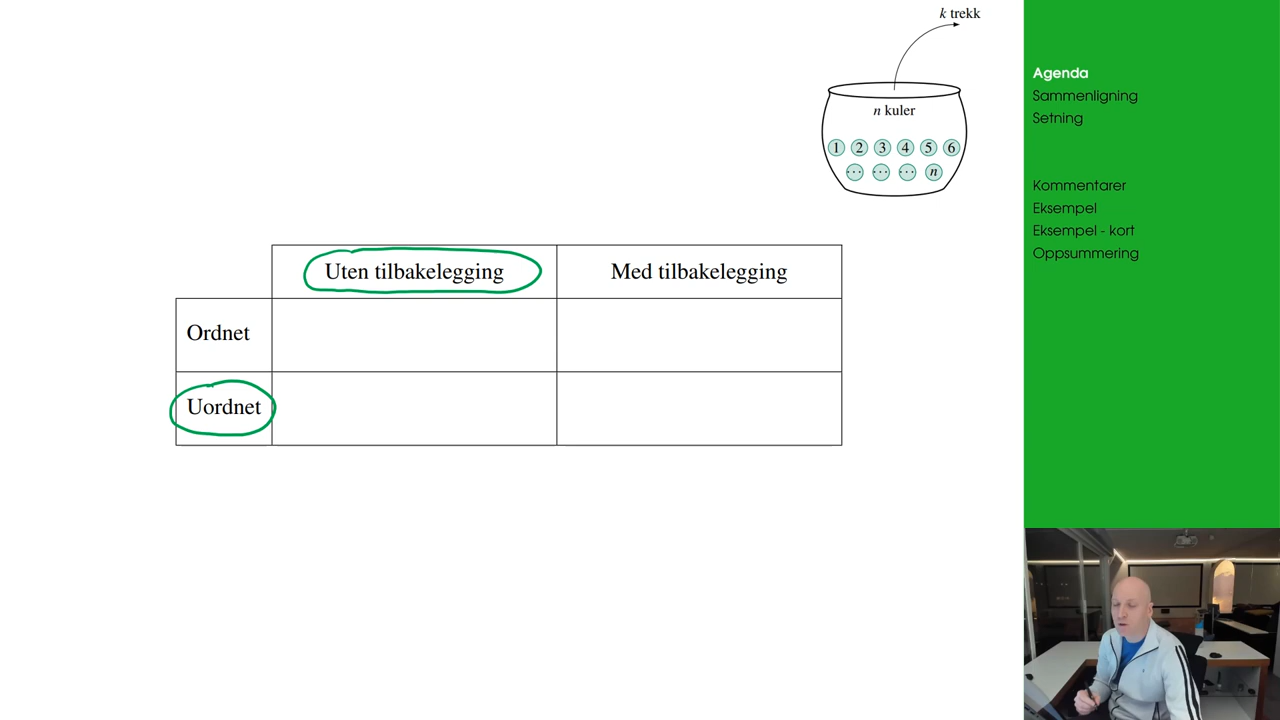 k trekk
n kuler
1 2 3 4 5 6
... ... ... n
Uten tilbakelegging Med tilbakelegging
Ordnet
Uordnet
Agenda
Sammenligning
Setning
Kommentarer
Eksempel
Eksempel - kort
Oppsummering